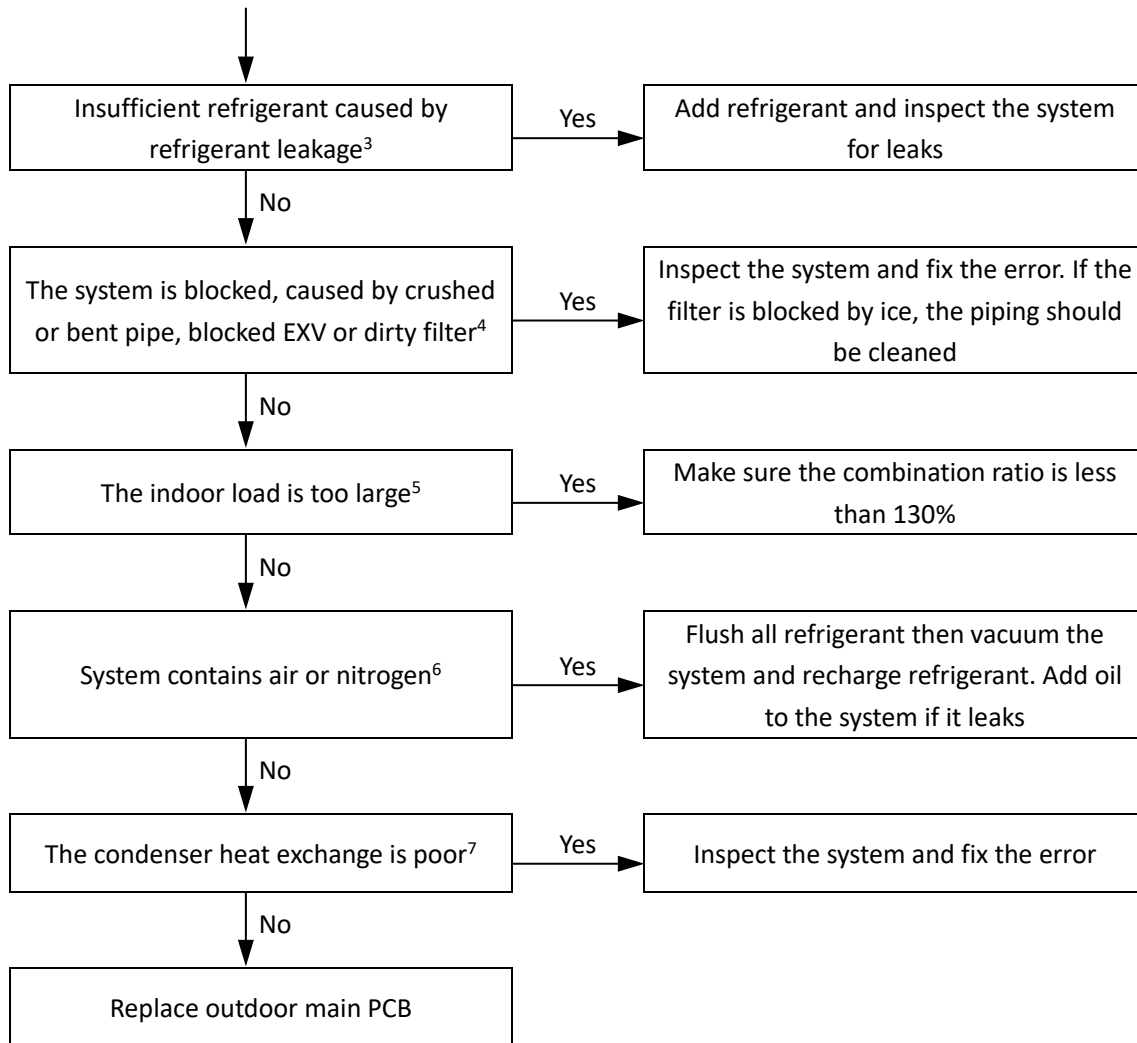 Insufficient refrigerant caused by
refrigerant leakage³
Yes
Add refrigerant and inspect the system
for leaks
No
The system is blocked, caused by crushed
or bent pipe, blocked EXV or dirty filter⁴
Yes
Inspect the system and fix the error. If the
filter is blocked by ice, the piping should
be cleaned
No
The indoor load is too large⁵
Yes
Make sure the combination ratio is less
than 130%
No
System contains air or nitrogen⁶
Yes
Flush all refrigerant then vacuum the
system and recharge refrigerant. Add oil
to the system if it leaks
No
The condenser heat exchange is poor⁷
Yes
Inspect the system and fix the error
No
Replace outdoor main PCB